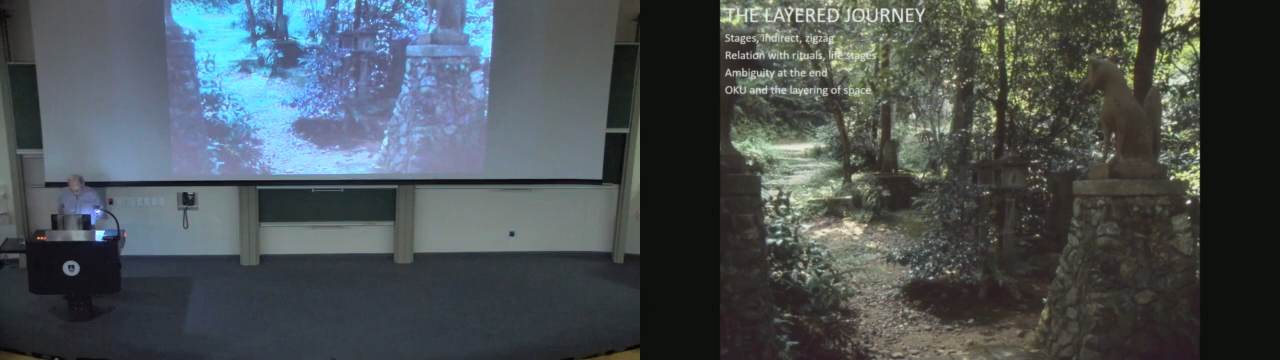 THE LAYERED JOURNEY
Stages, indirect, zigzag
Relation with rituals, life stages
Ambiguity at the end
OKU and the layering of space